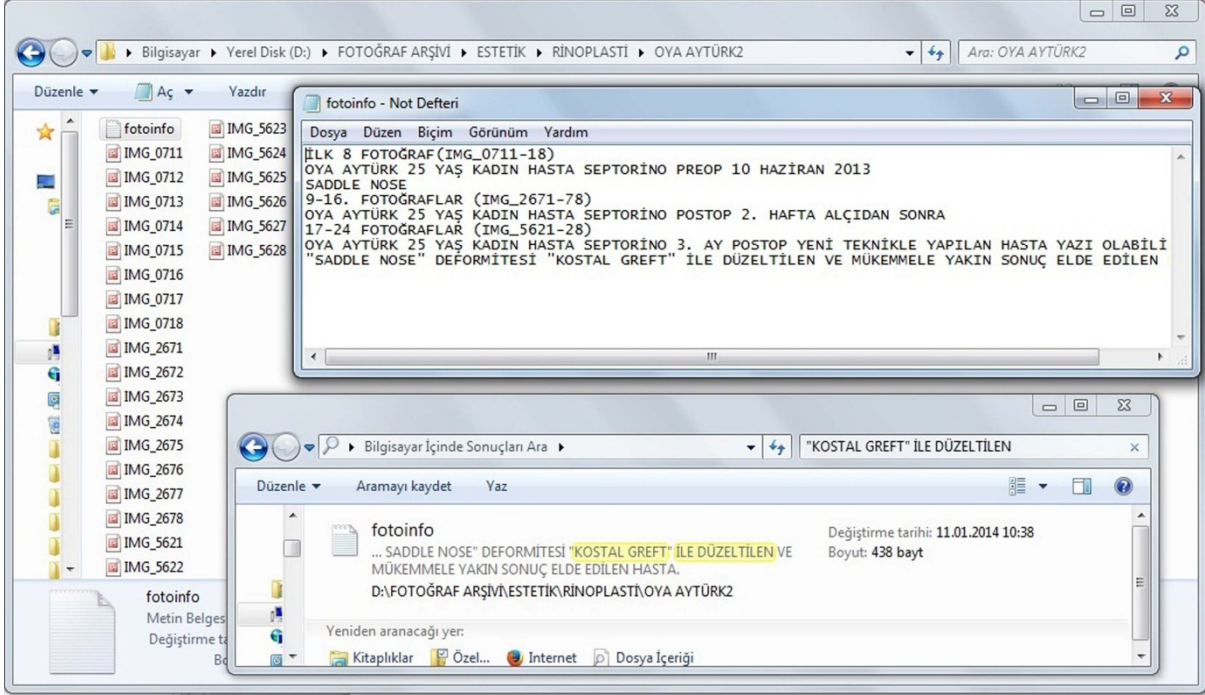 Bilgisayar ▸ Yerel Disk (D:) ▸ FOTOĞRAF ARŞİVİ ▸ ESTETİK ▸ RİNOPLASTİ ▸ OYA AYTÜRK2
Ara: OYA AYTÜRK2
Düzenle
Aç
Yazdır
fotoinfo
IMG_0711
IMG_0712
IMG_0713
IMG_0714
IMG_0715
IMG_0716
IMG_0717
IMG_0718
IMG_2671
IMG_2672
IMG_2673
IMG_2674
IMG_2675
IMG_2676
IMG_2677
IMG_2678
IMG_5621
IMG_5622
IMG_5623
IMG_5624
IMG_5625
IMG_5626
IMG_5627
IMG_5628
fotoinfo - Not Defteri
Dosya Düzen Biçim Görünüm Yardım
İLK 8 FOTOĞRAF(IMG_0711-18)
OYA AYTÜRK 25 YAŞ KADIN HASTA SEPTORİNO PREOP 10 HAZİRAN 2013
SADDLE NOSE
9-16. FOTOĞRAFLAR (IMG_2671-78)
OYA AYTÜRK 25 YAŞ KADIN HASTA SEPTORİNO POSTOP 2. HAFTA ALÇIDAN SONRA
17-24 FOTOĞRAFLAR (IMG_5621-28)
OYA AYTÜRK 25 YAŞ KADIN HASTA SEPTORİNO 3. AY POSTOP YENİ TEKNİKLE YAPILAN HASTA YAZI OLABİLİ
"SADDLE NOSE" DEFORMİTESİ "KOSTAL GREFT" İLE DÜZELTİLEN VE MÜKEMMELE YAKIN SONUÇ ELDE EDİLEN
Bilgisayar İçinde Sonuçları Ara ▸
"KOSTAL GREFT" İLE DÜZELTİLEN
Düzenle
Aramayı kaydet
Yaz
fotoinfo
... SADDLE NOSE" DEFORMİTESİ "KOSTAL GREFT" İLE DÜZELTİLEN VE
MÜKEMMELE YAKIN SONUÇ ELDE EDİLEN HASTA.
D:\FOTOĞRAF ARŞİVİ\ESTETİK\RİNOPLASTİ\OYA AYTÜRK2
Değiştirme tarihi: 11.01.2014 10:38
Boyut: 438 bayt
Yeniden aranacağı yer:
Kitaplıklar
Özel...
Internet
Dosya İçeriği
fotoinfo
Metin Belges
Değiştirme ta
Bo